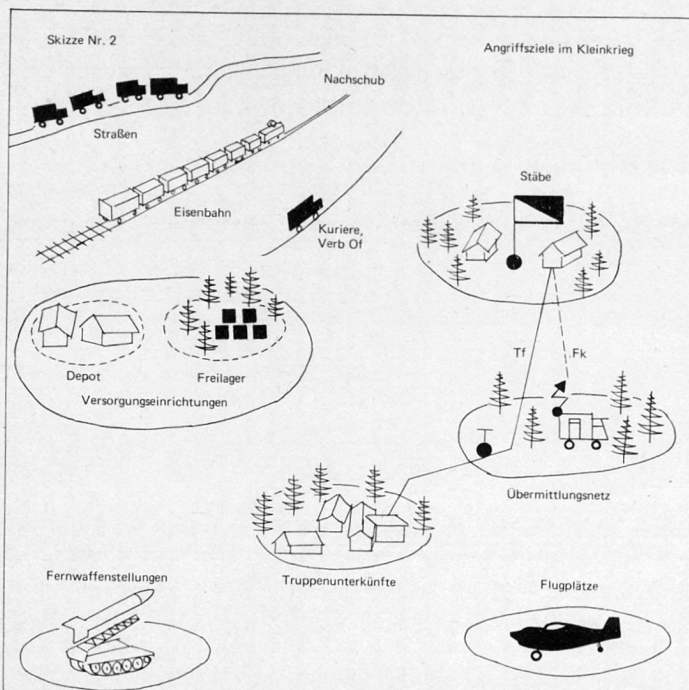 Skizze Nr. 2
Angriffsziele im Kleinkrieg
Nachschub
Straßen
Eisenbahn
Kuriere,
Verb Of
Stäbe
Tf
Fk
Depot
Freilager
Versorgungseinrichtungen
Übermittlungsnetz
Truppenunterkünfte
Fernwaffenstellungen
Flugplätze